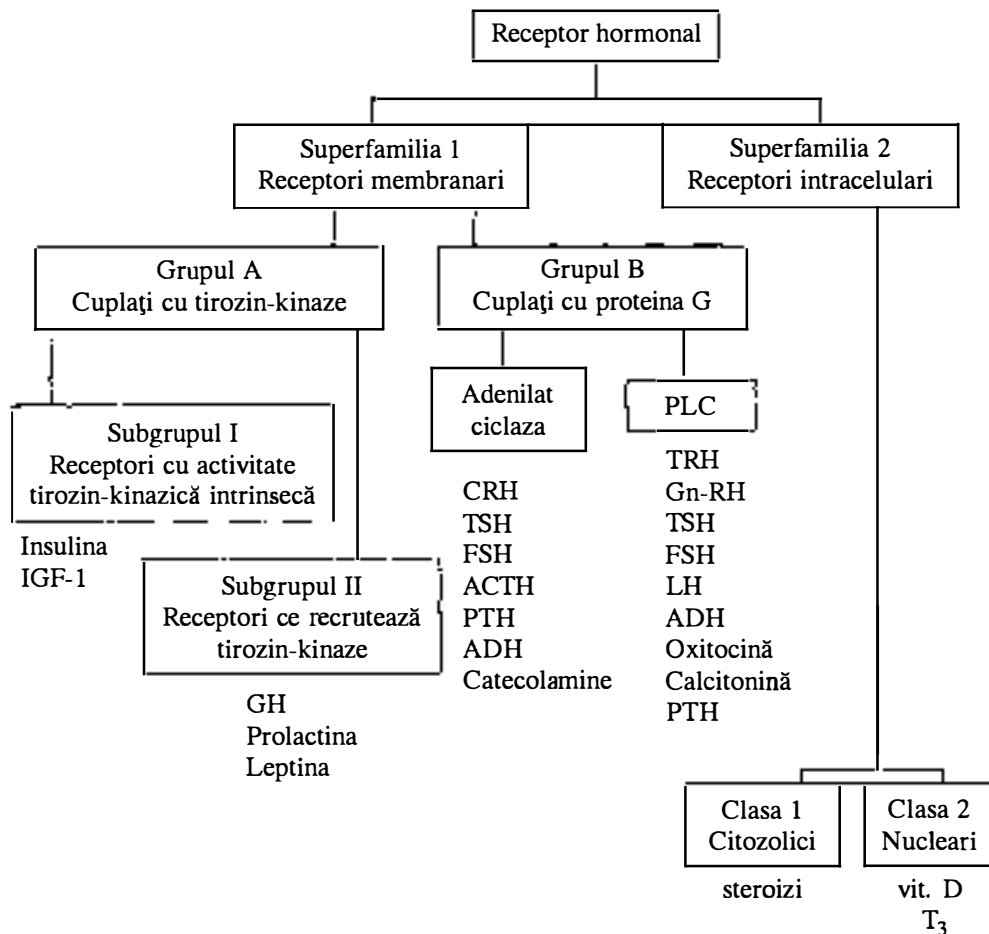 Receptor hormonal
Superfamilia 1
Receptori membranari
Superfamilia 2
Receptori intracelulari
Grupul A
Cuplaţi cu tirozin-kinaze
Grupul B
Cuplaţi cu proteina G
Subgrupul I
Receptori cu activitate
tirozin-kinazică intrinsecă
Insulina
IGF-1
Subgrupul II
Receptori ce recrutează
tirozin-kinaze
GH
Prolactina
Leptina
Adenilat
ciclaza
CRH
TSH
FSH
ACTH
PTH
ADH
Catecolamine
PLC
TRH
Gn-RH
TSH
FSH
LH
ADH
Oxitocină
Calcitonină
PTH
Clasa 1
Citozolici
steroizi
Clasa 2
Nucleari
vit. D
T₃